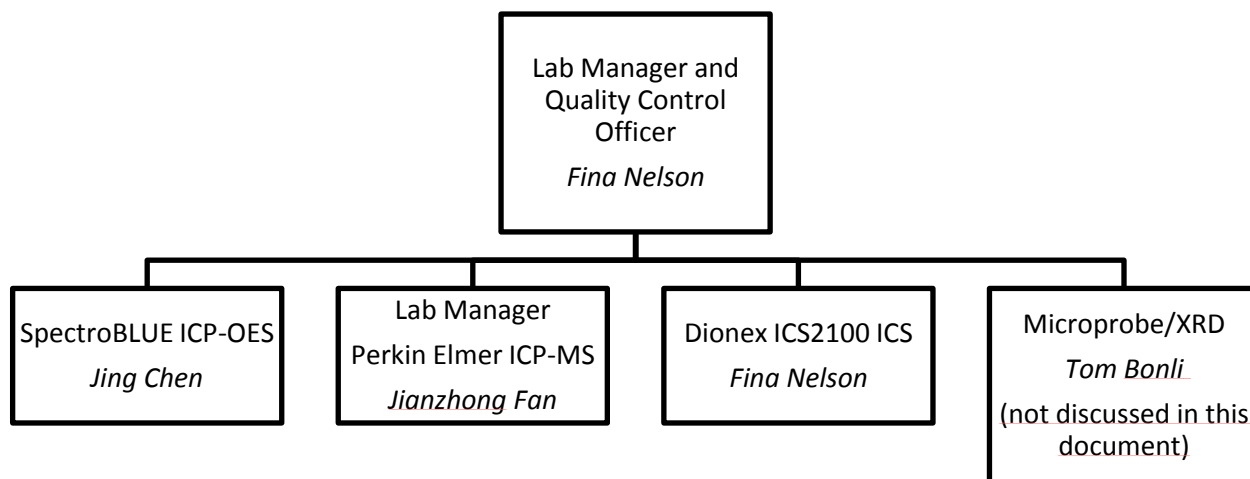 Lab Manager and
Quality Control
Officer
Fina Nelson
SpectroBLUE ICP-OES
Jing Chen
Lab Manager
Perkin Elmer ICP-MS
Jianzhong Fan
Dionex ICS2100 ICS
Fina Nelson
Microprobe/XRD
Tom Bonli
(not discussed in this
document)